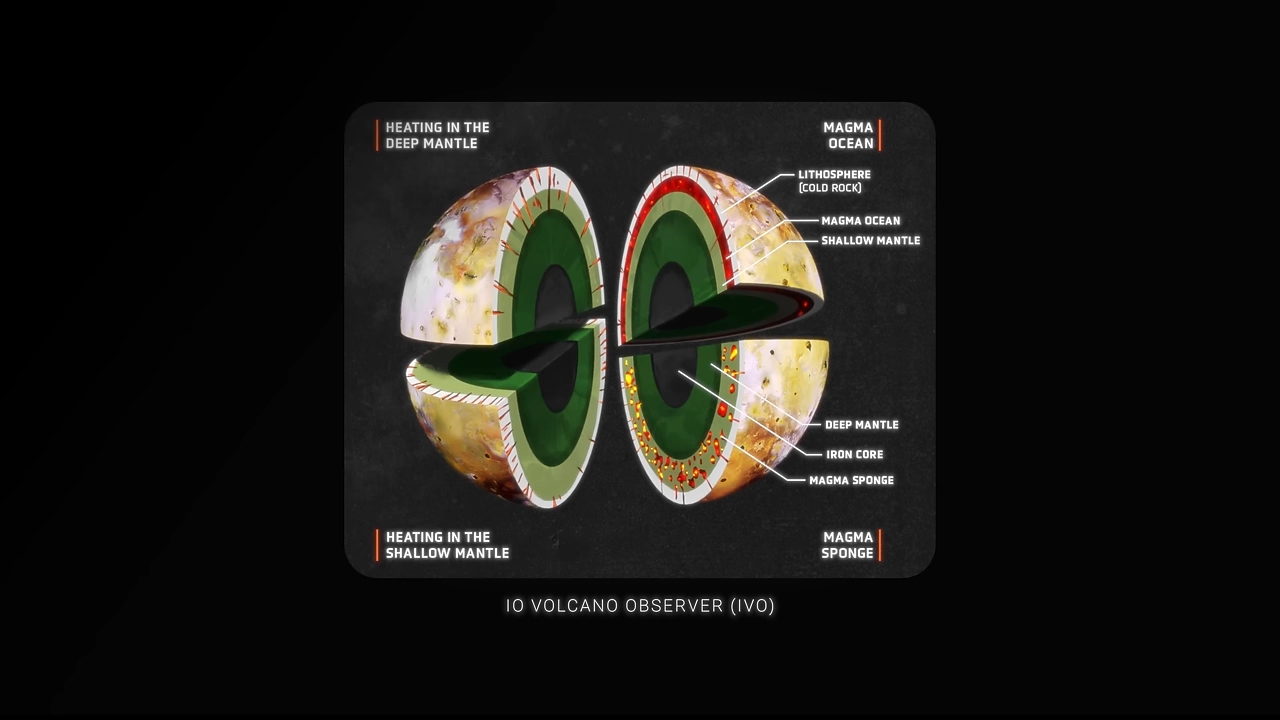 HEATING IN THE
DEEP MANTLE
MAGMA
OCEAN
LITHOSPHERE
(COLD ROCK)
MAGMA OCEAN
SHALLOW MANTLE
DEEP MANTLE
IRON CORE
MAGMA SPONGE
HEATING IN THE
SHALLOW MANTLE
MAGMA
SPONGE
IO VOLCANO OBSERVER (IVO)